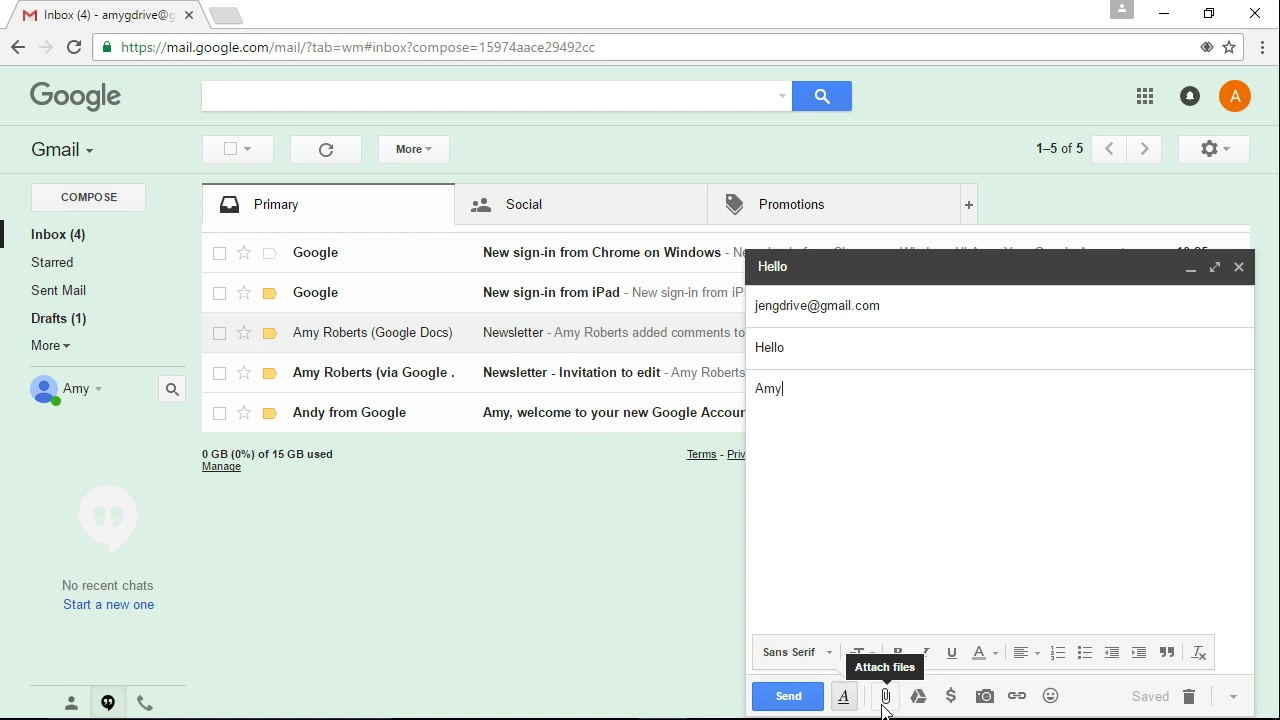 Inbox (4) - amygdrive@g
https://mail.google.com/mail/?tab=wm#inbox?compose=15974aace29492cc
Google
A
Gmail
More
1–5 of 5
COMPOSE
Primary
Social
Promotions
+
Inbox (4)
Starred
Sent Mail
Drafts (1)
More
Amy
Google New sign-in from Chrome on Windows
Google New sign-in from iPad - New sign-in from iP
Amy Roberts (Google Docs) Newsletter - Amy Roberts added comments to
Amy Roberts (via Google . Newsletter - Invitation to edit - Amy Roberts
Andy from Google Amy, welcome to your new Google Accour
0 GB (0%) of 15 GB used
Manage
Terms - Priv
No recent chats
Start a new one
Hello
jengdrive@gmail.com
Hello
Amy
Sans Serif
Attach files
Send
Saved